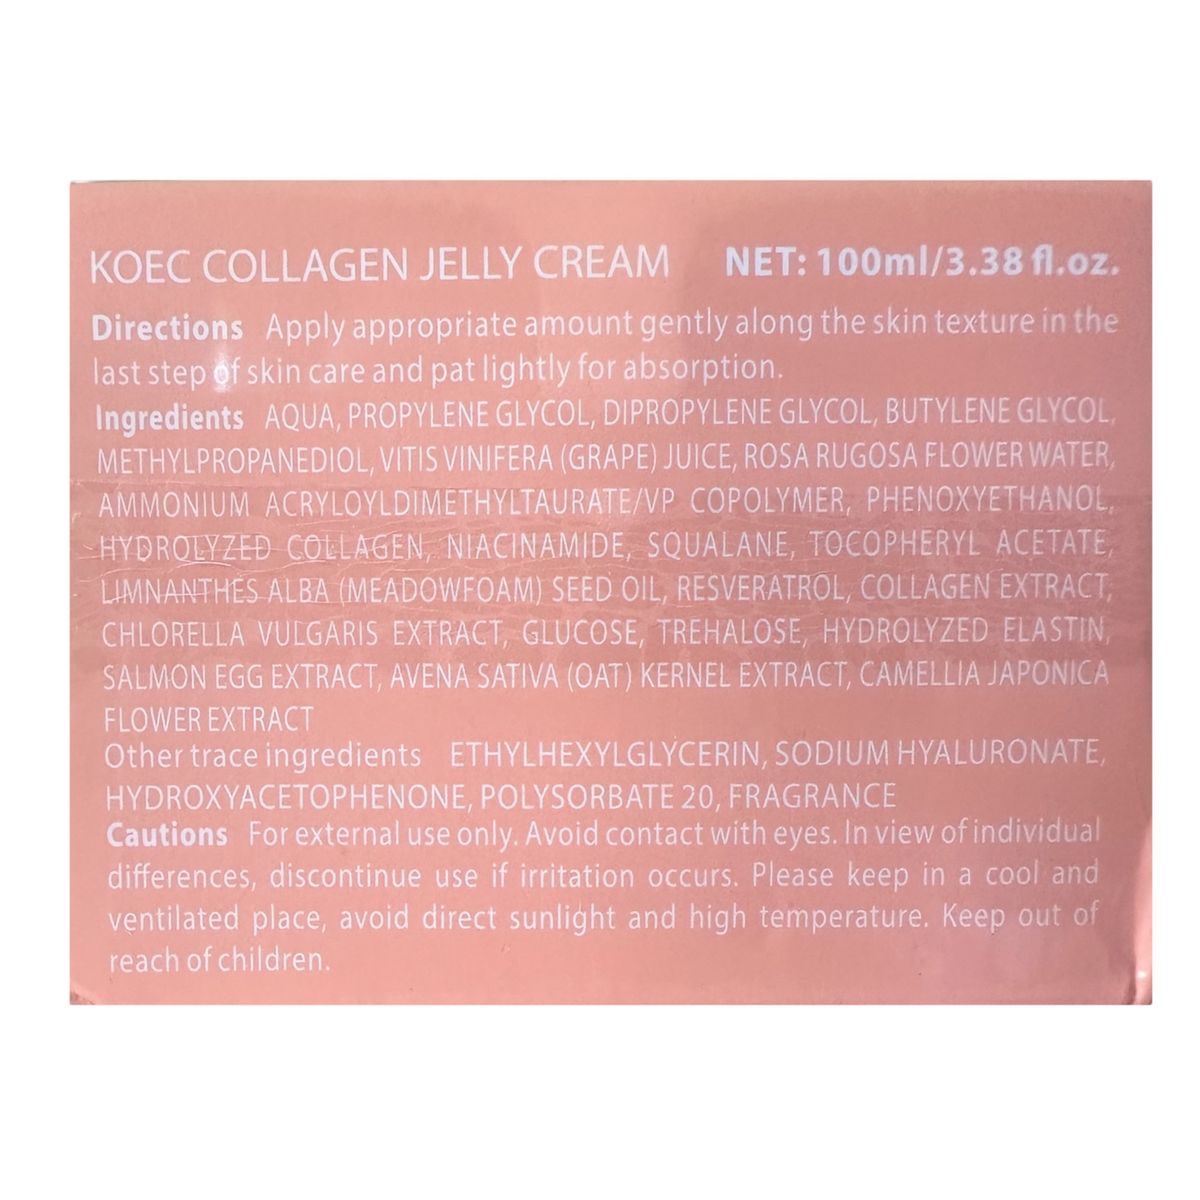 KOEC COLLAGEN JELLY CREAM NET: 100ml/3.38 fl.oz.
Directions Apply appropriate amount gently along the skin texture in the
last step of skin care and pat lightly for absorption.
Ingredients AQUA, PROPYLENE GLYCOL, DIPROPYLENE GLYCOL, BUTYLENE GLYCOL,
METHYLPROPANEDIOL, VITIS VINIFERA (GRAPE) JUICE, ROSA RUGOSA FLOWER WATER,
AMMONIUM ACRYLOYLDIMETHYLTAURATE/VP COPOLYMER, PHENOXYETHANOL,
HYDROLYZED COLLAGEN, NIACINAMIDE, SQUALANE, TOCOPHERYL ACETATE,
LIMNANTHES ALBA (MEADOWFOAM) SEED OIL, RESVERATROL, COLLAGEN EXTRACT,
CHLORELLA VULGARIS EXTRACT, GLUCOSE, TREHALOSE, HYDROLYZED ELASTIN,
SALMON EGG EXTRACT, AVENA SATIVA (OAT) KERNEL EXTRACT, CAMELLIA JAPONICA
FLOWER EXTRACT
Other trace ingredients ETHYLHEXYLGLYCERIN, SODIUM HYALURONATE,
HYDROXYACETOPHENONE, POLYSORBATE 20, FRAGRANCE
Cautions For external use only. Avoid contact with eyes. In view of individual
differences, discontinue use if irritation occurs. Please keep in a cool and
ventilated place, avoid direct sunlight and high temperature. Keep out of
reach of children.